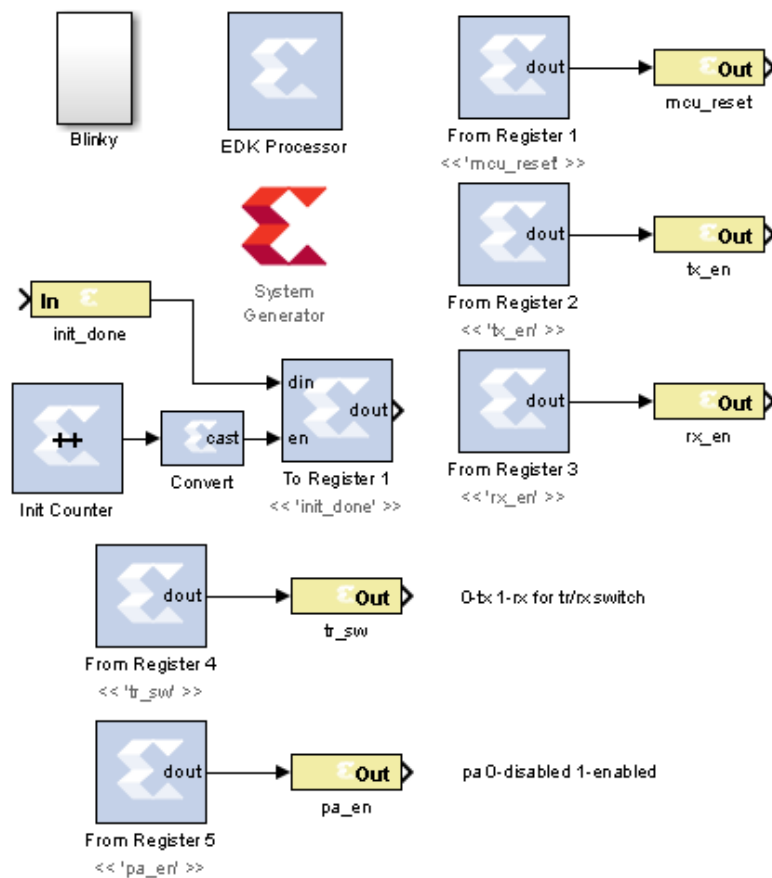 Blinky
EDK Processor
dout
From Register 1
<< 'mcu_reset' >>
Out
mcu_reset
System
Generator
dout
From Register 2
<< 'tx_en' >>
Out
tx_en
In
init_done
din
dout
en
To Register 1
<< 'init_done' >>
++
Init Counter
cast
Convert
dout
From Register 3
<< 'rx_en' >>
Out
rx_en
dout
From Register 4
<< 'tr_sw' >>
Out
tr_sw
0-tx 1-rx for tr/rx switch
dout
From Register 5
<< 'pa_en' >>
Out
pa_en
pa 0-disabled 1-enabled